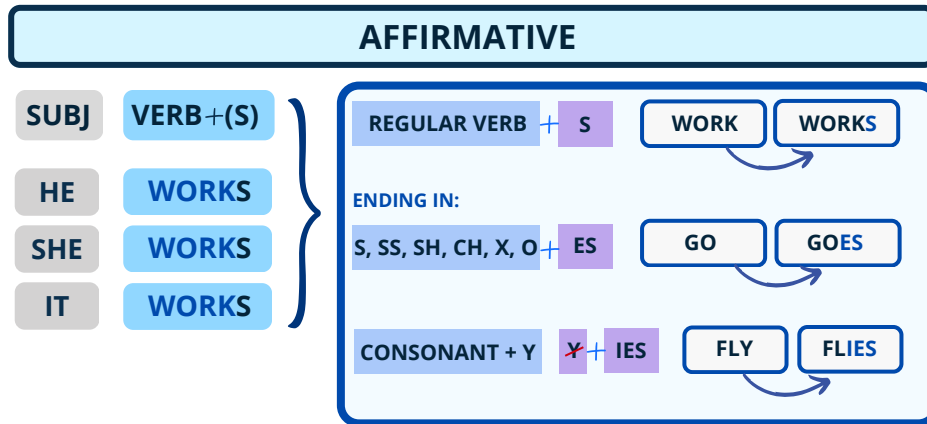 AFFIRMATIVE
SUBJ VERB+(S)
HE WORKS
SHE WORKS
IT WORKS
REGULAR VERB + S WORK WORKS
ENDING IN:
S, SS, SH, CH, X, O + ES GO GOES
CONSONANT + Y Y + IES FLY FLIES